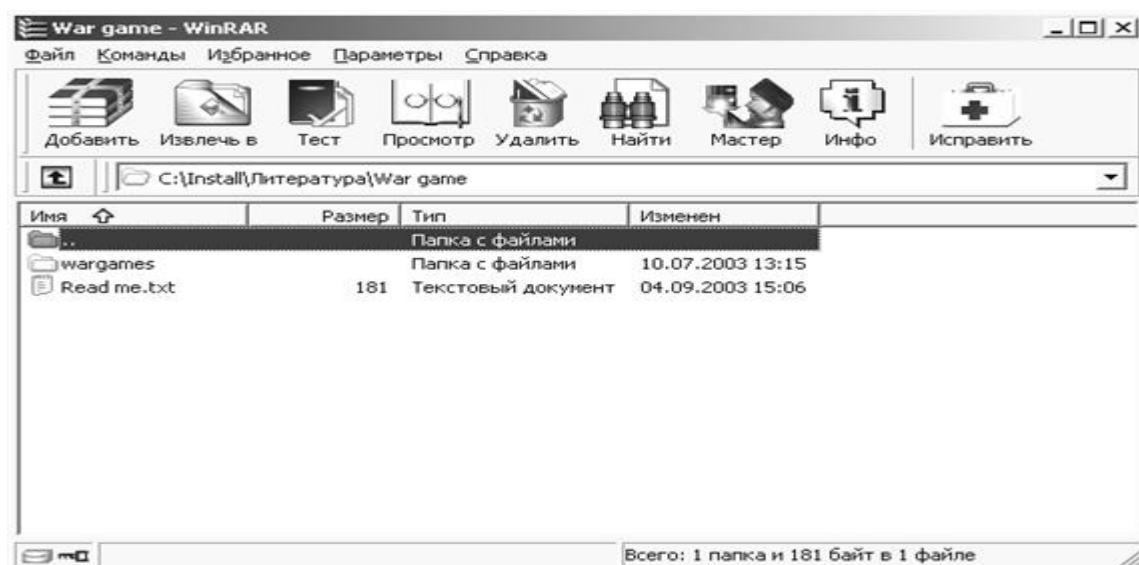 War game - WinRAR
Файл Команды Избранное Параметры Справка
Добавить Извлечь в Тест Просмотр Удалить Найти Мастер Инфо Исправить
C:\Install\Литература\War game
Имя Размер Тип Изменен
.. Папка с файлами
wargames Папка с файлами 10.07.2003 13:15
Read me.txt 181 Текстовый документ 04.09.2003 15:06
Всего: 1 папка и 181 байт в 1 файле